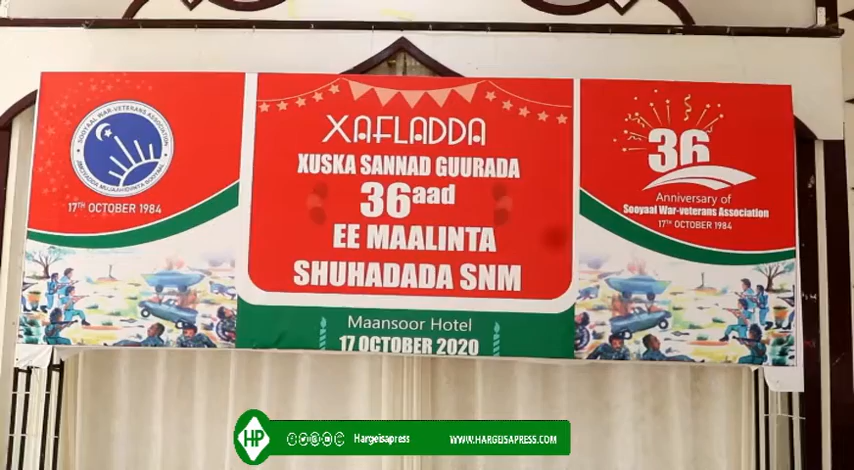 SOOYAAL WAR-VETERANS ASSOCIATION
17TH OCTOBER 1984
XAFLADDA
XUSKA SANNAD GUURADA
36aad
EE MAALINTA
SHUHADADA SNM
Maansoor Hotel
17 OCTOBER 2020
36
Anniversary of
Sooyaal War-veterans Association
17TH OCTOBER 1984
HP
Hargeisapress
WWW.HARGEISAPRESS.COM